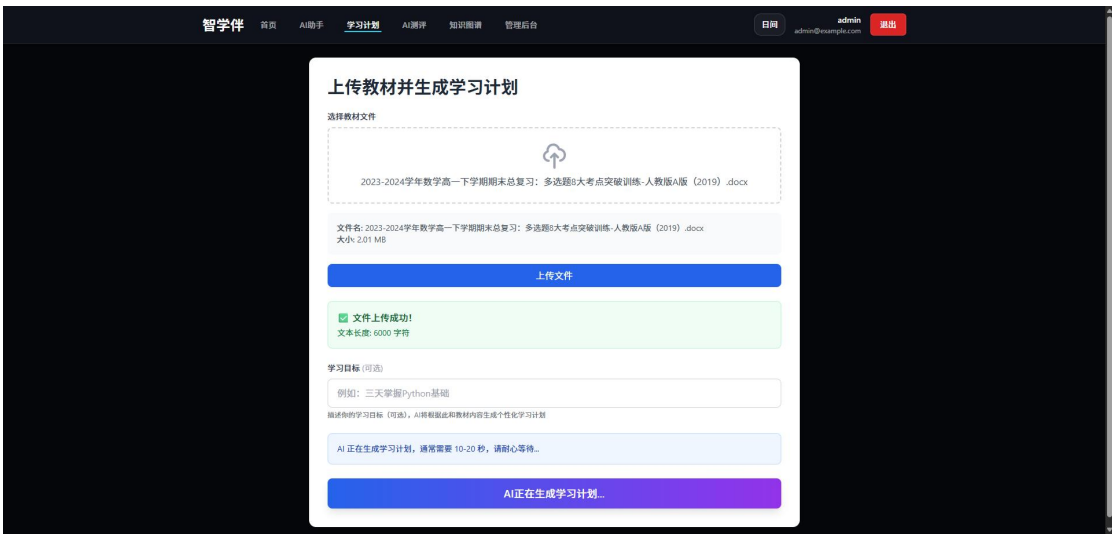 智学伴 首页 AI助手 学习计划 AI测评 知识图谱 管理后台 日间 admin 退出
admin@example.com
上传教材并生成学习计划
选择教材文件
2023-2024学年数学高一下学期期末总复习：多选题8大考点突破训练-人教版A版（2019）.docx
文件名: 2023-2024学年数学高一下学期期末总复习：多选题8大考点突破训练-人教版A版（2019）.docx
大小: 2.01 MB
上传文件
文件上传成功!
文本长度: 6000 字符
学习目标 (可选)
例如：三天掌握Python基础
描述你的学习目标（可选），AI将根据此和教材内容生成个性化学习计划
AI 正在生成学习计划，通常需要 10-20 秒，请耐心等待...
AI正在生成学习计划...